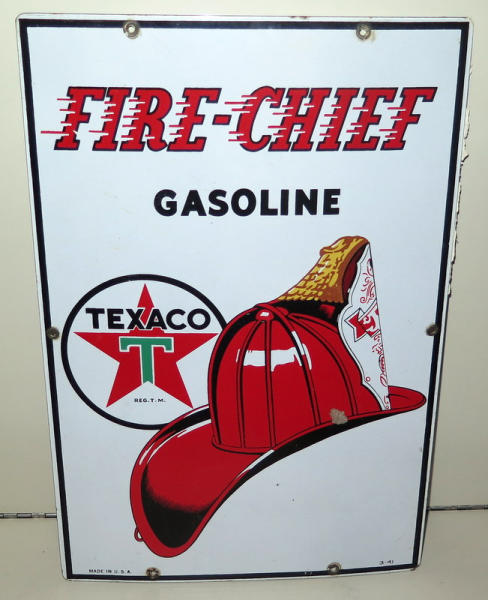 FIRE-CHIEF
GASOLINE
TEXACO
T
REG. T. M.
MADE IN U. S. A.
3-41